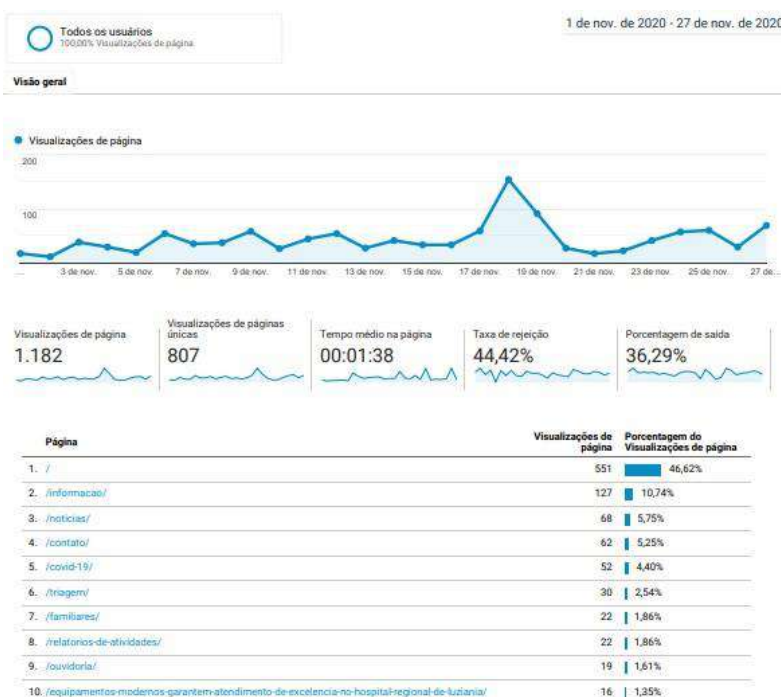 Todos os usuários
100,00% Visualizações de página
1 de nov. de 2020 - 27 de nov. de 2020
Visão geral
Visualizações de página
200
100
... 3 de nov. 5 de nov. 7 de nov. 9 de nov. 11 de nov. 13 de nov. 15 de nov. 17 de nov. 19 de nov. 21 de nov. 23 de nov. 25 de nov. 27 de...
Visualizações de página
1.182
Visualizações de páginas
únicas
807
Tempo médio na página
00:01:38
Taxa de rejeição
44,42%
Porcentagem de saída
36,29%
Página Visualizações de página Porcentagem do Visualizações de página
1. / 551 46,62%
2. /informacao/ 127 10,74%
3. /noticias/ 68 5,75%
4. /contato/ 62 5,25%
5. /covid-19/ 52 4,40%
6. /triagem/ 30 2,54%
7. /familiares/ 22 1,86%
8. /relatorios-de-atividades/ 22 1,86%
9. /ouvidoria/ 19 1,61%
10. /equipamentos-modernos-garantem-atendimento-de-excelencia-no-hospital-regional-de-luziania/ 16 1,35%